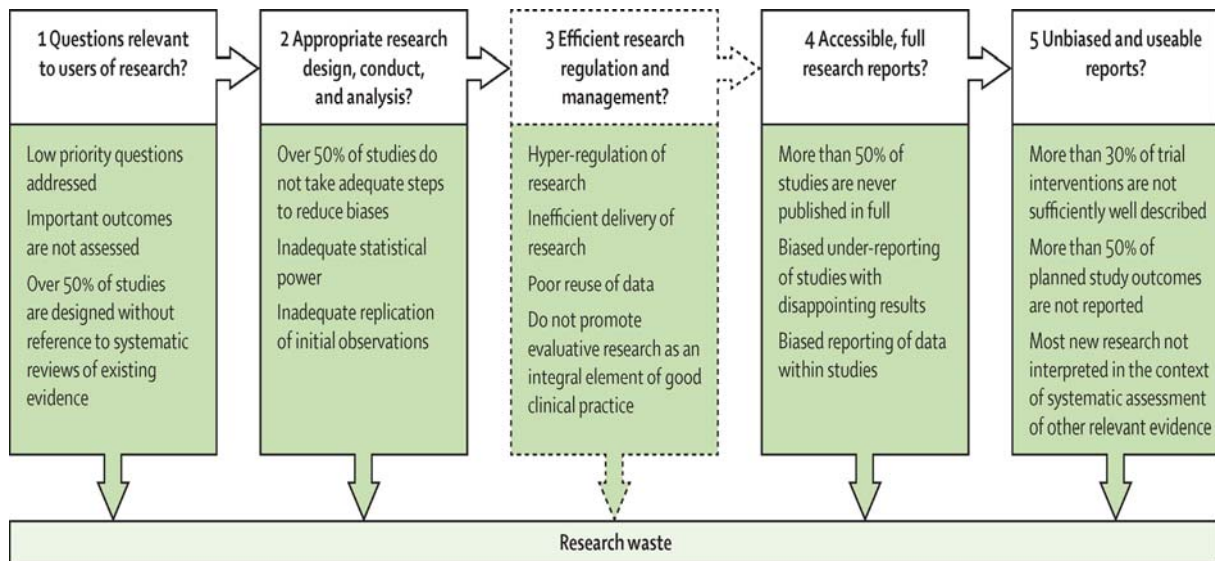 1 Questions relevant
to users of research?
Low priority questions
addressed
Important outcomes
are not assessed
Over 50% of studies
are designed without
reference to systematic
reviews of existing
evidence
2 Appropriate research
design, conduct,
and analysis?
Over 50% of studies do
not take adequate steps
to reduce biases
Inadequate statistical
power
Inadequate replication
of initial observations
3 Efficient research
regulation and
management?
Hyper-regulation of
research
Inefficient delivery of
research
Poor reuse of data
Do not promote
evaluative research as an
integral element of good
clinical practice
4 Accessible, full
research reports?
More than 50% of
studies are never
published in full
Biased under-reporting
of studies with
disappointing results
Biased reporting of data
within studies
5 Unbiased and useable
reports?
More than 30% of trial
interventions are not
sufficiently well described
More than 50% of
planned study outcomes
are not reported
Most new research not
interpreted in the context
of systematic assessment
of other relevant evidence
Research waste